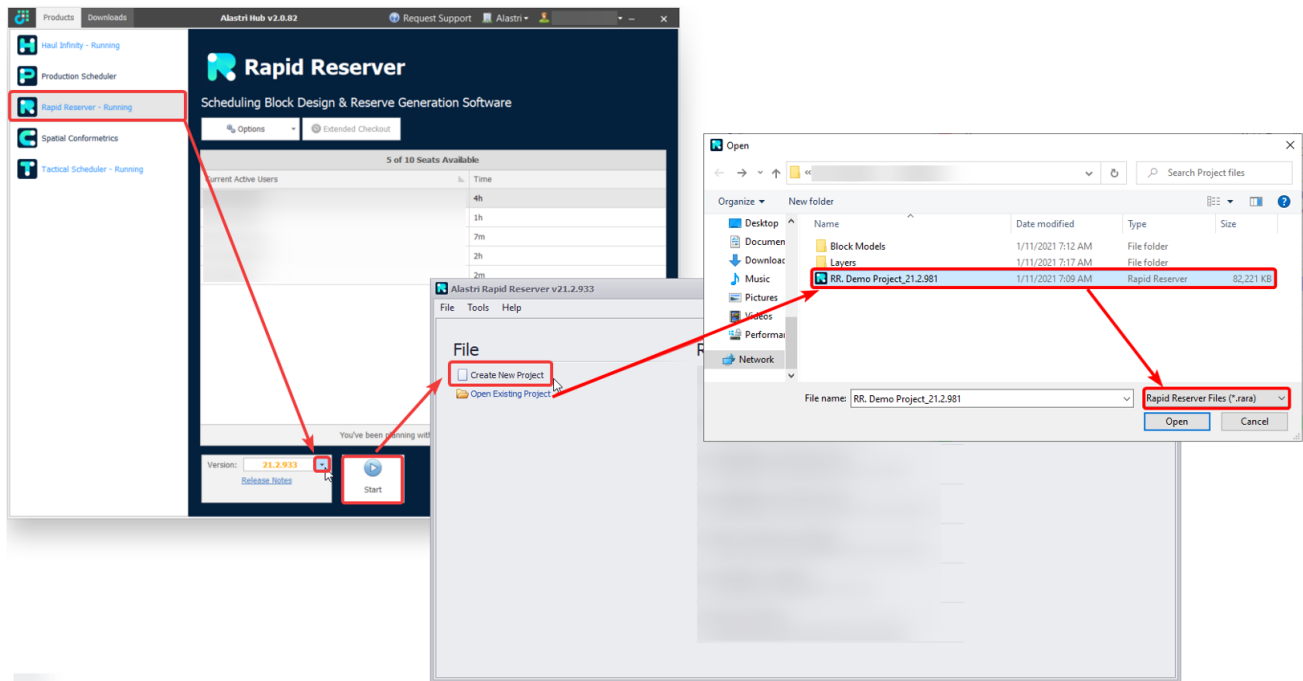 Products
Downloads
Alastri Hub v2.0.82
Request Support
Alastri
Haul Infinity - Running
Production Scheduler
Rapid Reserver - Running
Spatial Conformetrics
Tactical Scheduler - Running
Rapid Reserver
Scheduling Block Design & Reserve Generation Software
Options
Extended Checkout
5 of 10 Seats Available
Current Active Users
Time
4h
1h
7m
2h
2m
You've been planning with
Version:
21.2.933
Release Notes
Start
Alastri Rapid Reserver v21.2.933
File Tools Help
File
R
Create New Project
Open Existing Project
Open
«
Search Project files
Organize
New folder
Desktop
Documen
Downloac
Music
Pictures
Videos
Performan
Network
Name
Date modified
Type
Size
Block Models
1/11/2021 7:12 AM
File folder
Layers
1/11/2021 7:17 AM
File folder
RR. Demo Project_21.2.981
1/11/2021 7:09 AM
Rapid Reserver
82,221 KB
File name:
RR. Demo Project_21.2.981
Rapid Reserver Files (*.rara)
Open
Cancel